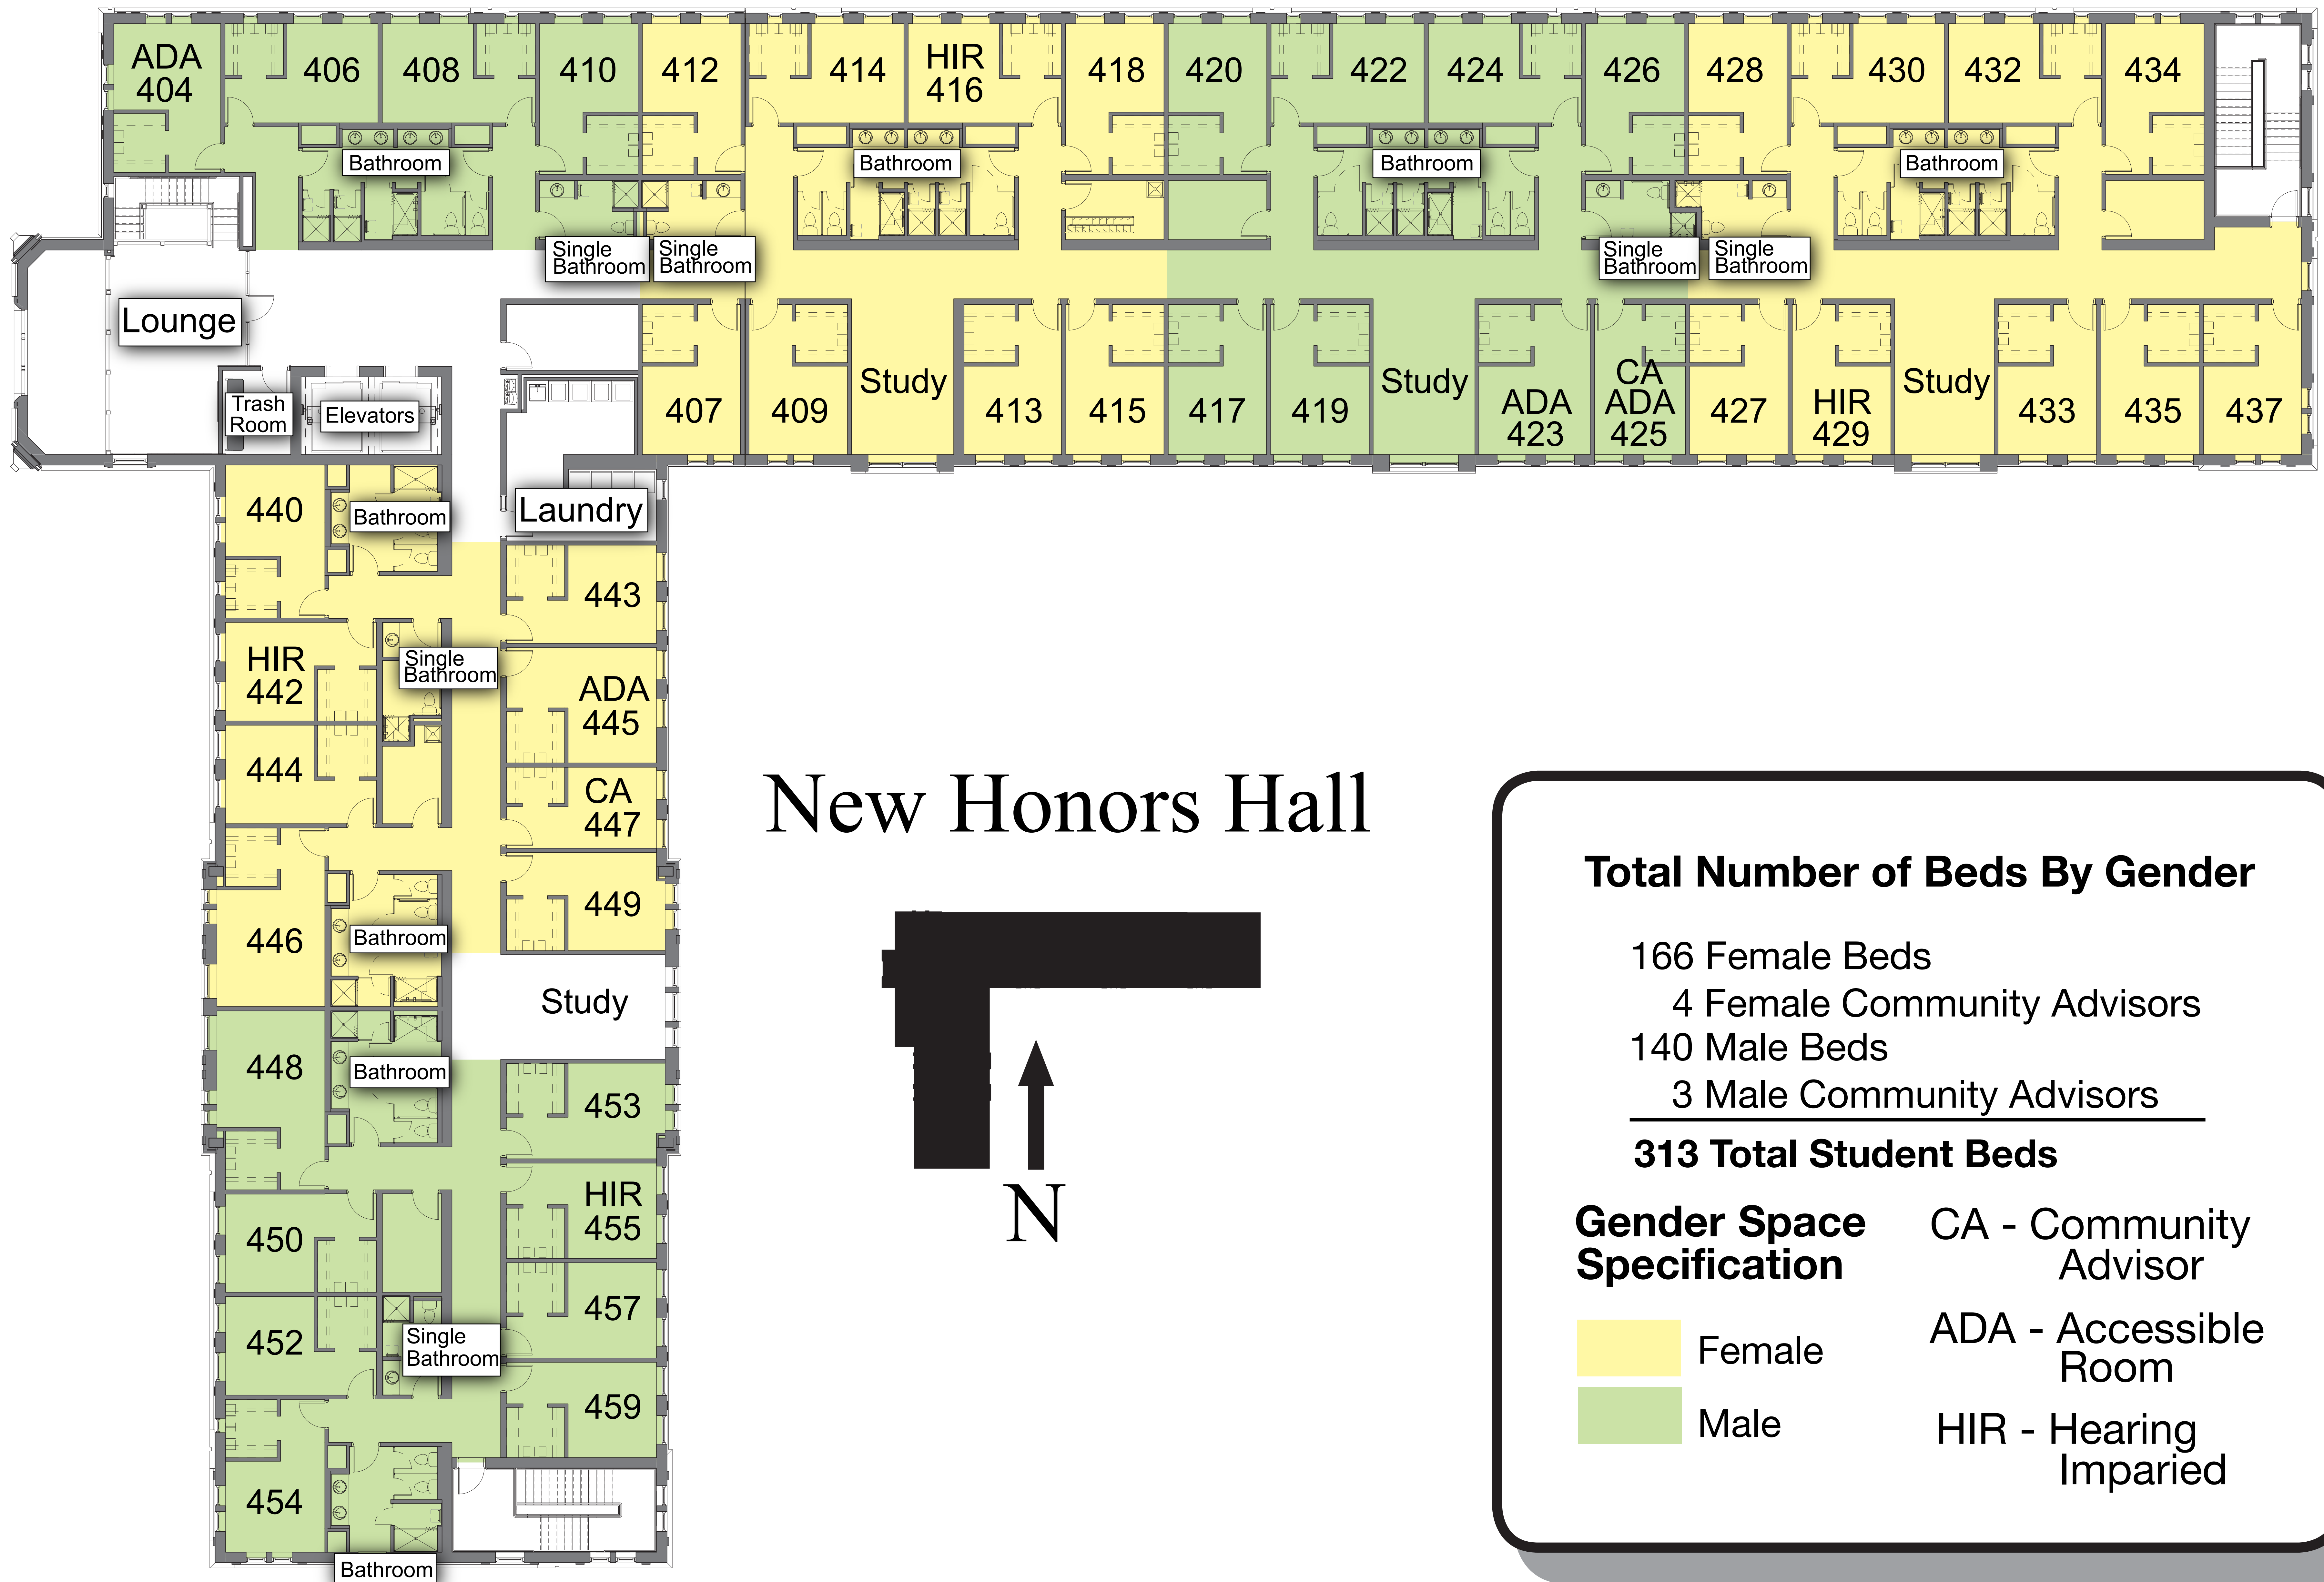 ADA
404
406
408
410
412
414
HIR
416
418
420
422
424
426
428
430
432
434
Bathroom
Bathroom
Bathroom
Bathroom
Single
Bathroom
Single
Bathroom
Single
Bathroom
Single
Bathroom
Lounge
Trash
Room
Elevators
407
409
Study
413
415
417
419
Study
ADA
423
CA
ADA
425
427
HIR
429
Study
433
435
437
Laundry
440
Bathroom
443
HIR
442
Single
Bathroom
ADA
445
444
CA
447
446
Bathroom
449
Study
448
Bathroom
453
450
HIR
455
452
Single
Bathroom
457
459
454
Bathroom
New Honors Hall
N
Total Number of Beds By Gender
166 Female Beds
4 Female Community Advisors
140 Male Beds
3 Male Community Advisors
313 Total Student Beds
Gender Space
Specification
Female
Male
CA - Community
Advisor
ADA - Accessible
Room
HIR - Hearing
Imparied